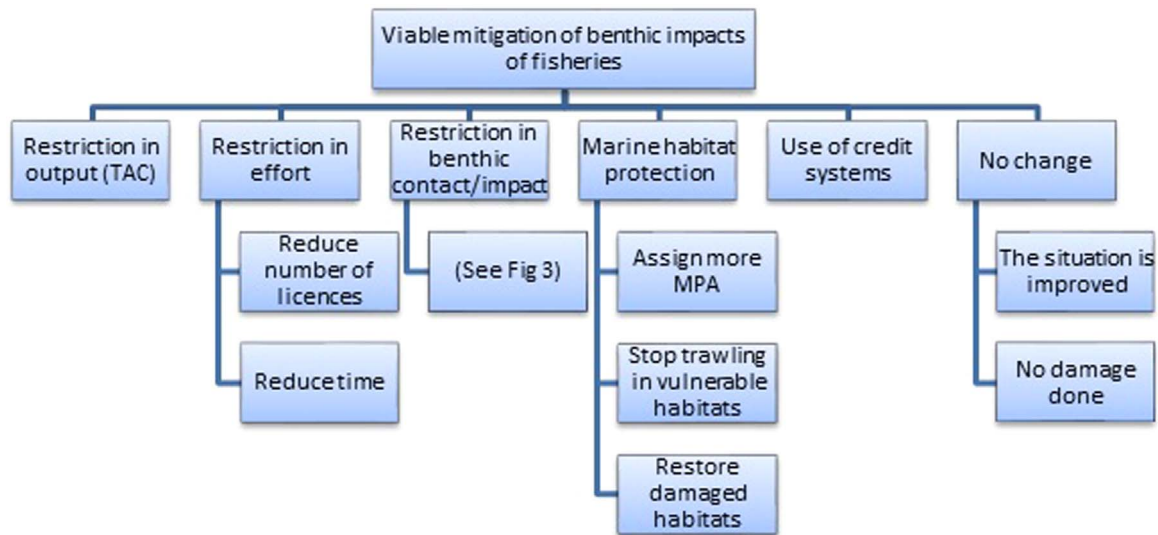 Viable mitigation of benthic impacts
of fisheries
Restriction in
output (TAC)
Restriction in
effort
Restriction in
benthic
contact/impact
Marine habitat
protection
Use of credit
systems
No change
Reduce
number of
licences
(See Fig 3)
Assign more
MPA
The situation is
improved
Reduce time
Stop trawling
in vulnerable
habitats
No damage
done
Restore
damaged
habitats